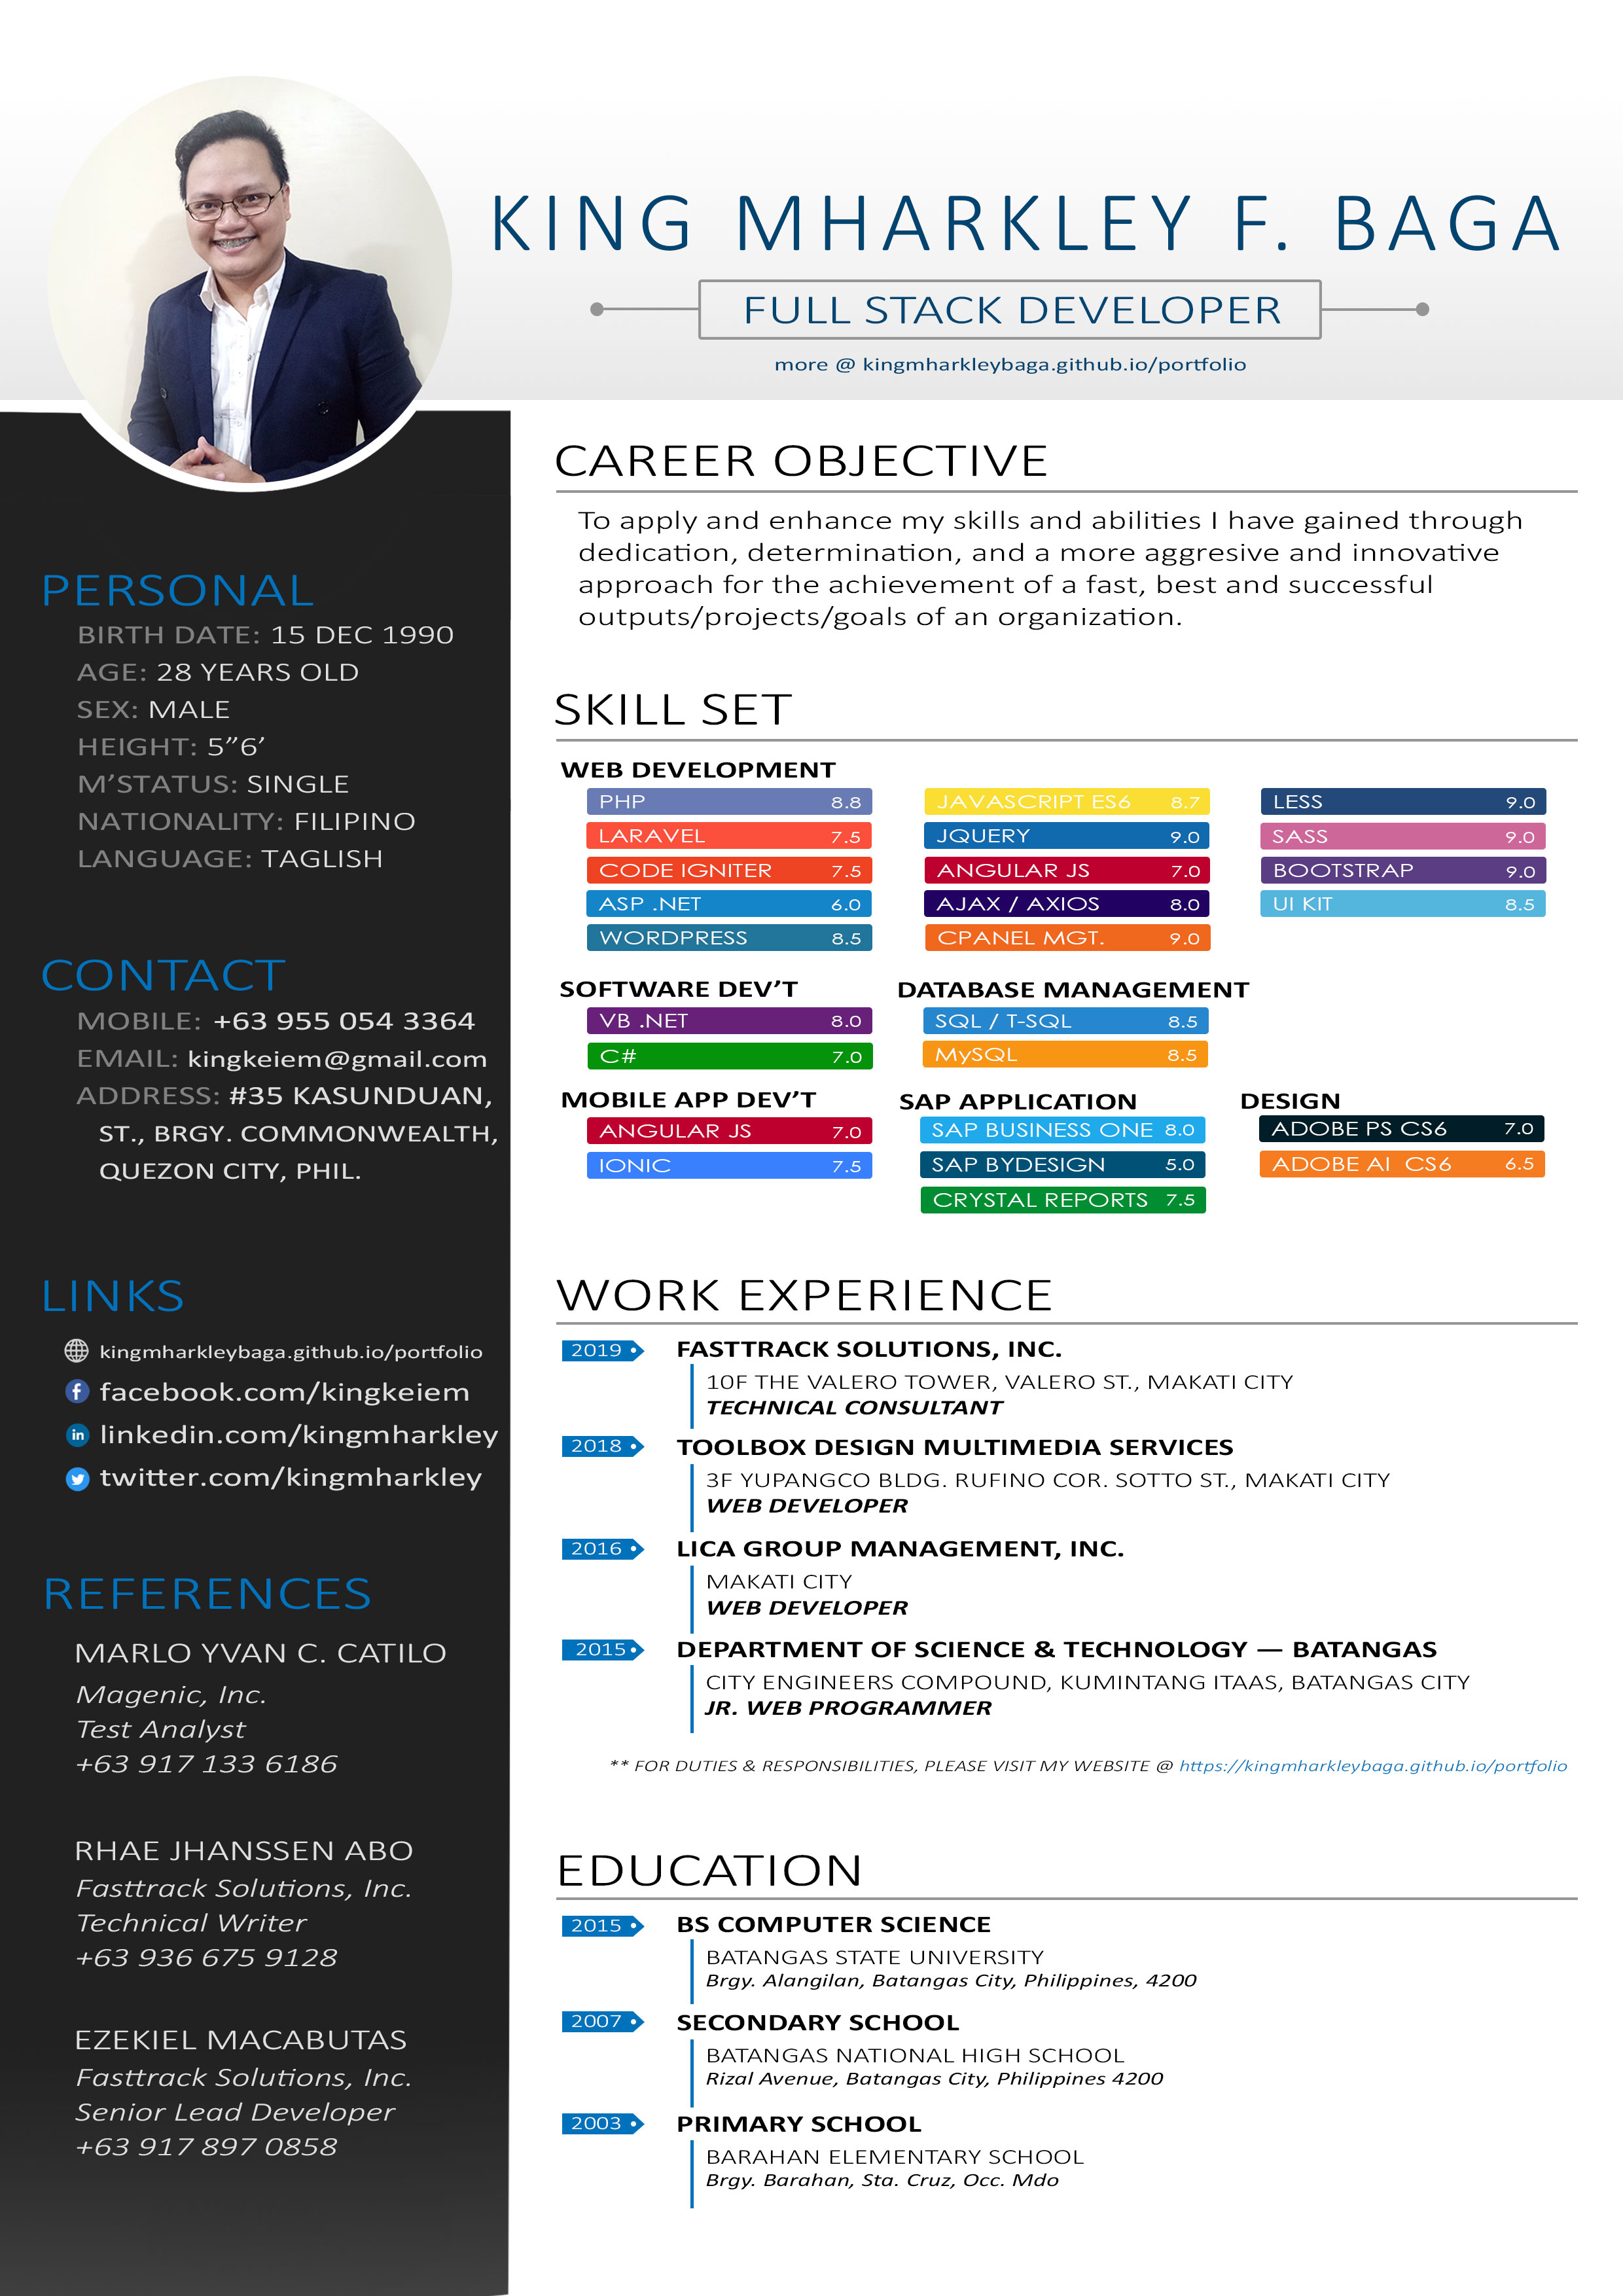 KING MHARKLEY F. BAGA
FULL STACK DEVELOPER
more @ kingmharkleybaga.github.io/portfolio
PERSONAL
BIRTH DATE: 15 DEC 1990
AGE: 28 YEARS OLD
SEX: MALE
HEIGHT: 5”6’
M’STATUS: SINGLE
NATIONALITY: FILIPINO
LANGUAGE: TAGLISH
CONTACT
MOBILE: +63 955 054 3364
EMAIL: kingkeiem@gmail.com
ADDRESS: #35 KASUNDUAN,
ST., BRGY. COMMONWEALTH,
QUEZON CITY, PHIL.
LINKS
kingmharkleybaga.github.io/portfolio
facebook.com/kingkeiem
linkedin.com/kingmharkley
twitter.com/kingmharkley
REFERENCES
MARLO YVAN C. CATILO
Magenic, Inc.
Test Analyst
+63 917 133 6186
RHAE JHANSSEN ABO
Fasttrack Solutions, Inc.
Technical Writer
+63 936 675 9128
EZEKIEL MACABUTAS
Fasttrack Solutions, Inc.
Senior Lead Developer
+63 917 897 0858
CAREER OBJECTIVE
To apply and enhance my skills and abilities I have gained through
dedication, determination, and a more aggresive and innovative
approach for the achievement of a fast, best and successful
outputs/projects/goals of an organization.
SKILL SET
WEB DEVELOPMENT
PHP 8.8
LARAVEL 7.5
CODE IGNITER 7.5
ASP .NET 6.0
WORDPRESS 8.5
JAVASCRIPT ES6 8.7
JQUERY 9.0
ANGULAR JS 7.0
AJAX / AXIOS 8.0
CPANEL MGT. 9.0
LESS 9.0
SASS 9.0
BOOTSTRAP 9.0
UI KIT 8.5
SOFTWARE DEV’T
VB .NET 8.0
C# 7.0
DATABASE MANAGEMENT
SQL / T-SQL 8.5
MySQL 8.5
MOBILE APP DEV’T
ANGULAR JS 7.0
IONIC 7.5
SAP APPLICATION
SAP BUSINESS ONE 8.0
SAP BYDESIGN 5.0
CRYSTAL REPORTS 7.5
DESIGN
ADOBE PS CS6 7.0
ADOBE AI CS6 6.5
WORK EXPERIENCE
2019 FASTTRACK SOLUTIONS, INC.
10F THE VALERO TOWER, VALERO ST., MAKATI CITY
TECHNICAL CONSULTANT
2018 TOOLBOX DESIGN MULTIMEDIA SERVICES
3F YUPANGCO BLDG. RUFINO COR. SOTTO ST., MAKATI CITY
WEB DEVELOPER
2016 LICA GROUP MANAGEMENT, INC.
MAKATI CITY
WEB DEVELOPER
2015 DEPARTMENT OF SCIENCE & TECHNOLOGY — BATANGAS
CITY ENGINEERS COMPOUND, KUMINTANG ITAAS, BATANGAS CITY
JR. WEB PROGRAMMER
** FOR DUTIES & RESPONSIBILITIES, PLEASE VISIT MY WEBSITE @ https://kingmharkleybaga.github.io/portfolio
EDUCATION
2015 BS COMPUTER SCIENCE
BATANGAS STATE UNIVERSITY
Brgy. Alangilan, Batangas City, Philippines, 4200
2007 SECONDARY SCHOOL
BATANGAS NATIONAL HIGH SCHOOL
Rizal Avenue, Batangas City, Philippines 4200
2003 PRIMARY SCHOOL
BARAHAN ELEMENTARY SCHOOL
Brgy. Barahan, Sta. Cruz, Occ. Mdo